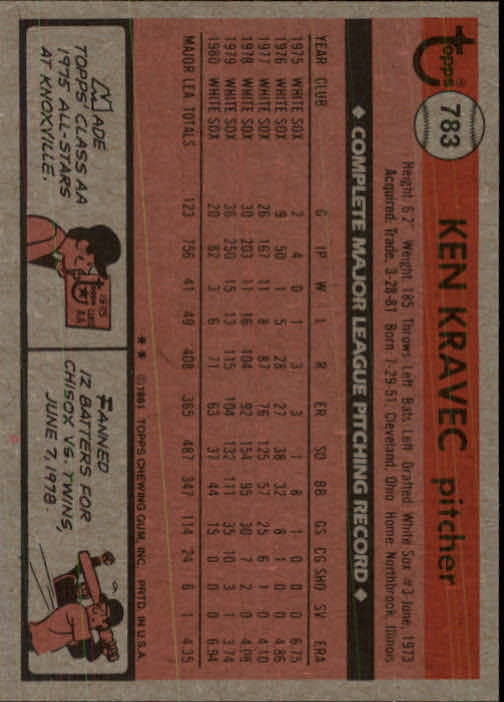 Topps®
783
KEN KRAVEC pitcher
Height 6'2" Weight 185 Throws Left Bats Left Drafted White Sox #3-June, 1973
Acquired: Trade, 3-28-81 Born 7-29-51 Cleveland, Ohio Home Northbrook, Illinois
◆ COMPLETE MAJOR LEAGUE PITCHING RECORD ◆
YEAR CLUB G IP W L R ER SO BB GS CG SHO SV ERA
1975 WHITE SOX 2 4 0 1 3 3 1 8 1 0 0 0 6.75
1976 WHITE SOX 9 50 1 5 28 27 38 32 8 1 0 0 4.86
1977 WHITE SOX 26 167 11 8 87 76 125 57 25 6 1 0 4.10
1978 WHITE SOX 30 203 11 16 104 92 154 95 30 7 2 0 4.08
1979 WHITE SOX 36 250 15 13 115 104 132 111 35 10 3 1 3.74
1980 WHITE SOX 20 82 3 6 71 63 37 44 15 0 0 0 6.94
MAJOR LEA. TOTALS 123 756 41 49 408 365 487 347 114 24 6 1 4.35
** ©1981 TOPPS CHEWING GUM, INC. PRTD. IN U.S.A.
MADE
TOPPS' CLASS AA
1975 ALL-STARS
AT KNOXVILLE.
FANNED
12 BATTERS FOR
CHISOX VS. TWINS,
JUNE 7, 1978.